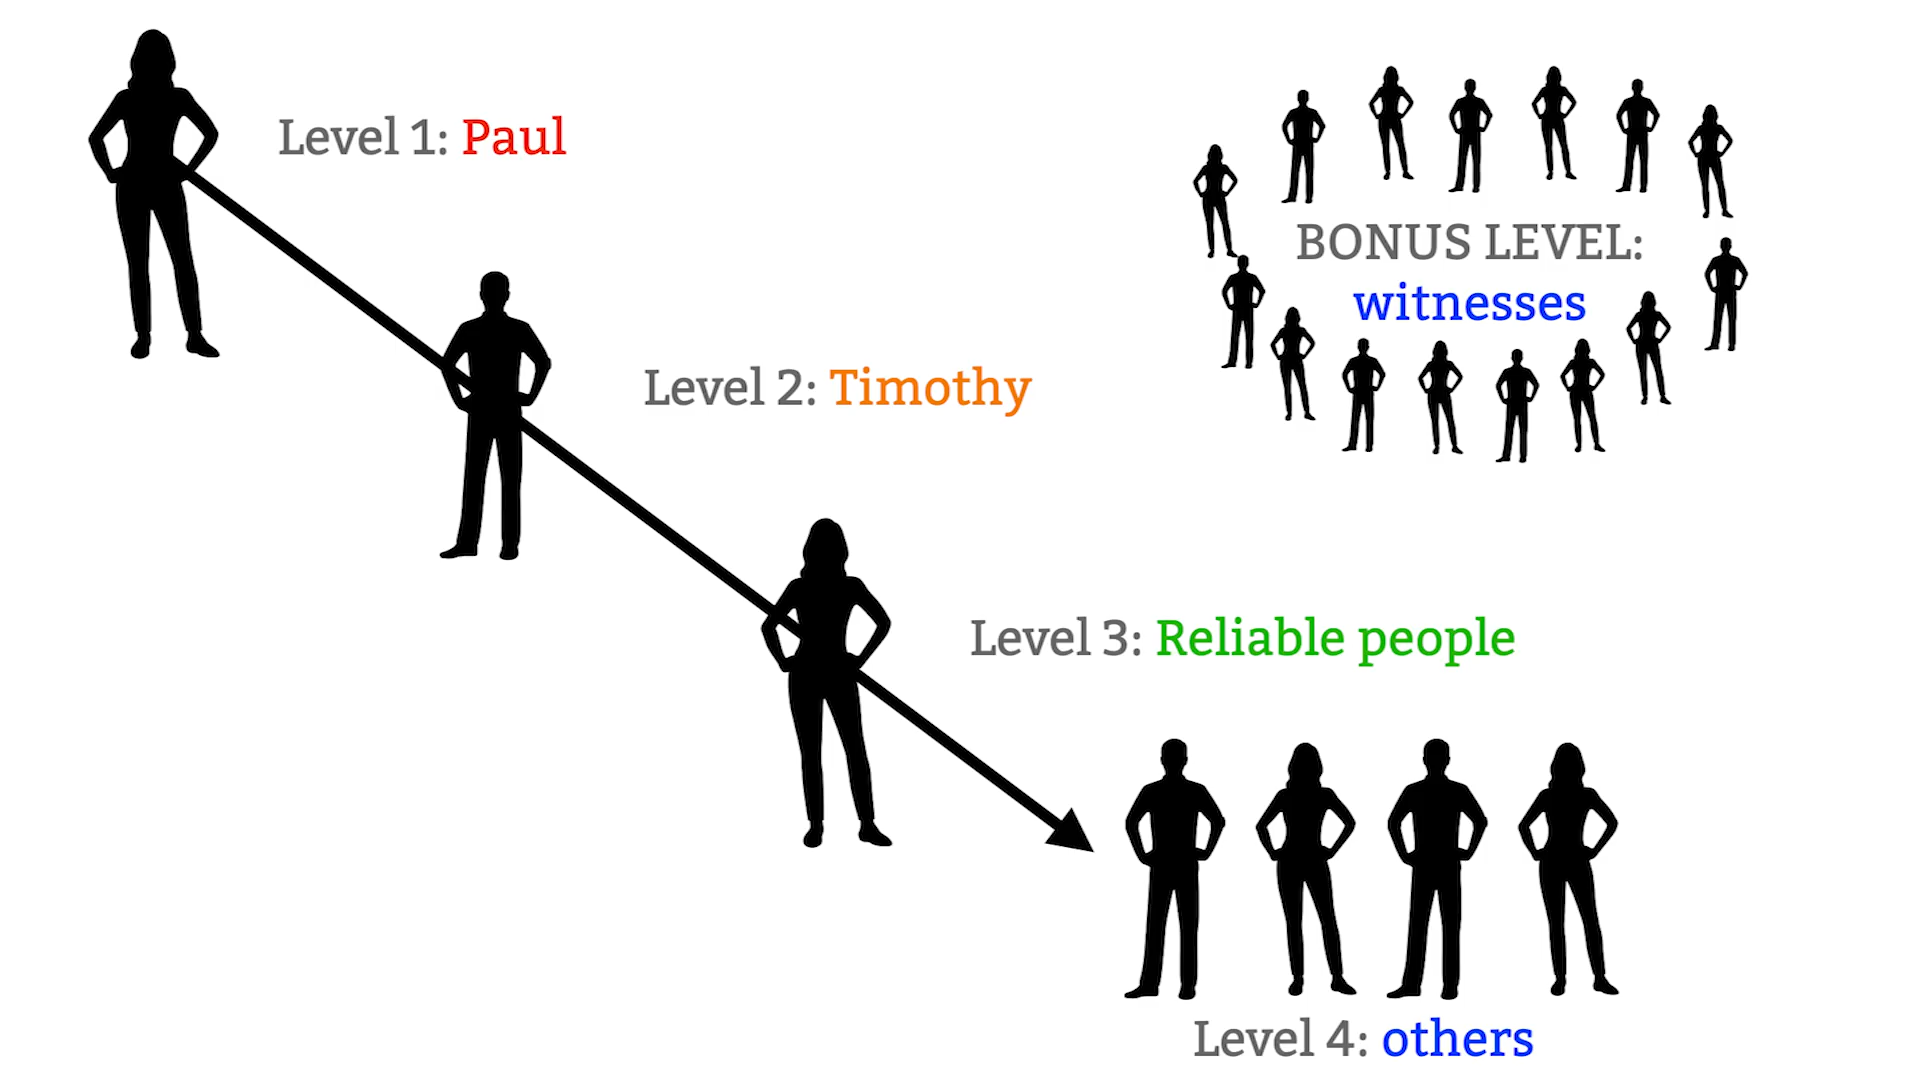 Level 1: Paul
BONUS LEVEL:
witnesses
Level 2: Timothy
Level 3: Reliable people
Level 4: others